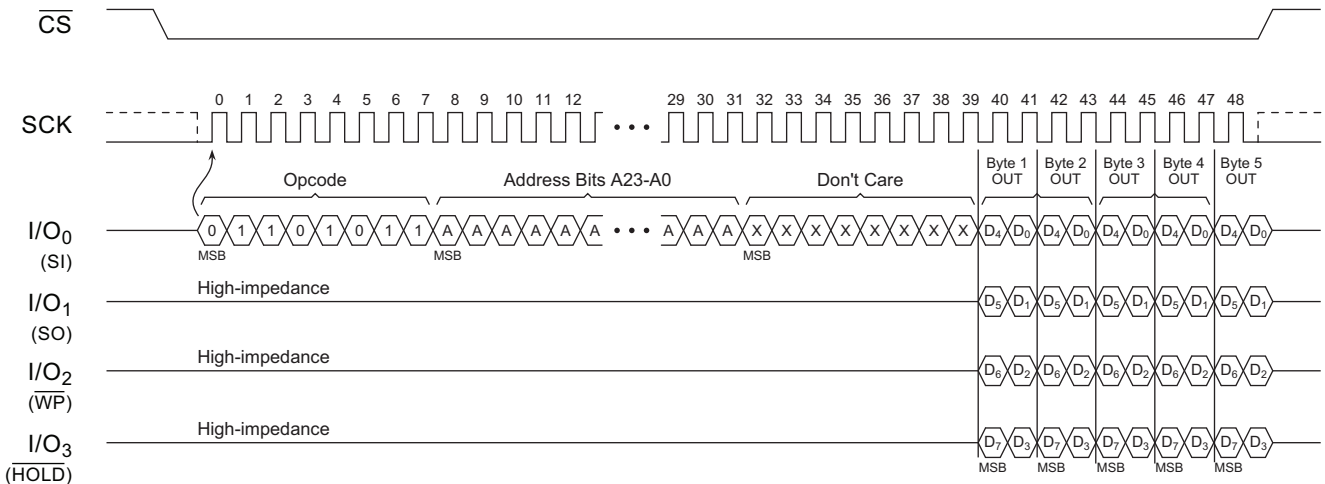 CS
SCK
0 1 2 3 4 5 6 7 8 9 10 11 12 29 30 31 32 33 34 35 36 37 38 39 40 41 42 43 44 45 46 47 48
• • •
Opcode Address Bits A23-A0 Don't Care
Byte 1 OUT Byte 2 OUT Byte 3 OUT Byte 4 OUT Byte 5 OUT
I/O0 (SI)
0 1 1 0 1 0 1 1 A A A A A A • • • A A A X X X X X X X X D4 D0 D4 D0 D4 D0 D4 D0 D4 D0
MSB MSB MSB
I/O1 (SO)
High-impedance
D5 D1 D5 D1 D5 D1 D5 D1 D5 D1
I/O2 (WP)
High-impedance
D6 D2 D6 D2 D6 D2 D6 D2 D6 D2
I/O3 (HOLD)
High-impedance
D7 D3 D7 D3 D7 D3 D7 D3 D7 D3
MSB MSB MSB MSB MSB